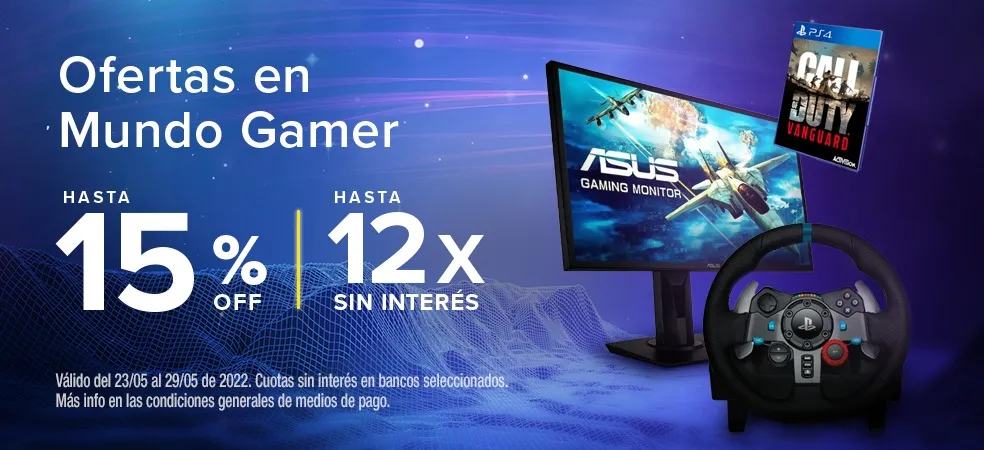 Ofertas en
Mundo Gamer
HASTA
15%
OFF
HASTA
12x
SIN INTERÉS
Válido del 23/05 al 29/05 de 2022. Cuotas sin interés en bancos seleccionados.
Más info en las condiciones generales de medios de pago.
ASUS
GAMING MONITOR
ASUS
PS4
CALL
DUTY
VANGUARD
ACTIVISION